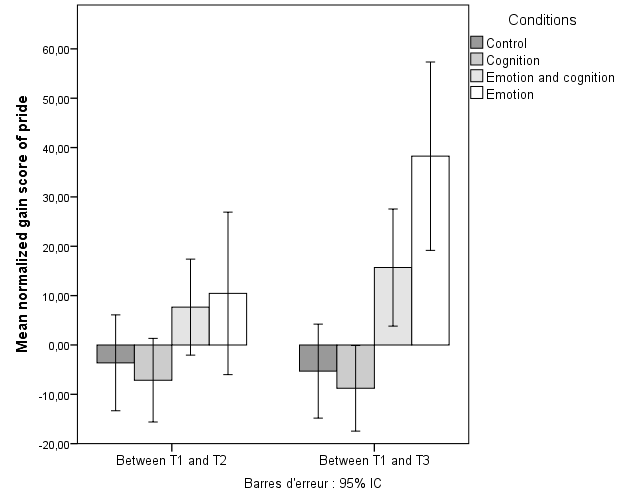 Conditions
Control
Cognition
Emotion and cognition
Emotion
Mean normalized gain score of pride
60,00
50,00
40,00
30,00
20,00
10,00
0,00
-10,00
-20,00
Between T1 and T2
Between T1 and T3
Barres d'erreur : 95% IC